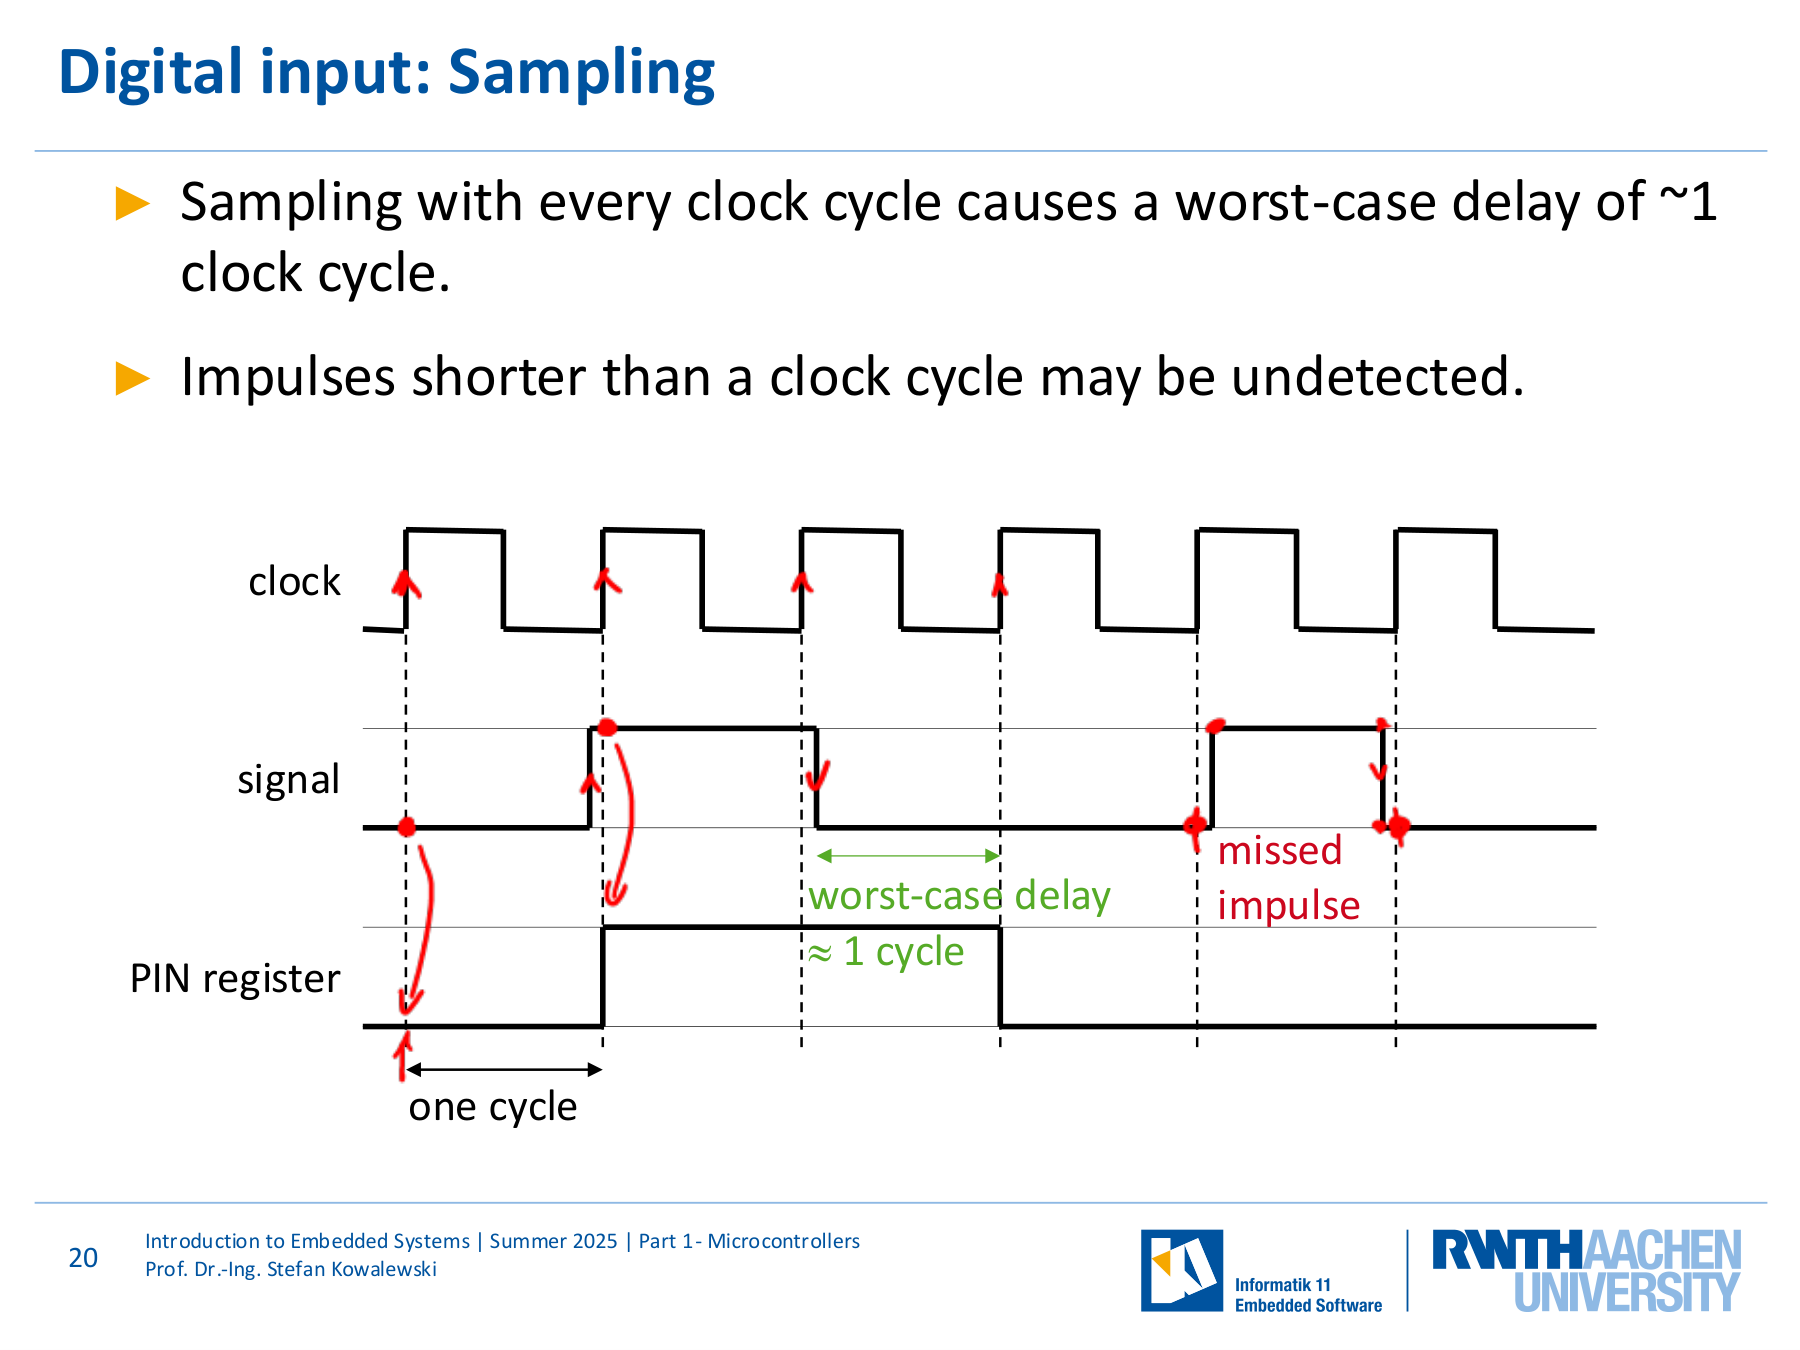 Digital input: Sampling
► Sampling with every clock cycle causes a worst-case delay of ~1
clock cycle.
► Impulses shorter than a clock cycle may be undetected.
clock
signal
missed
impulse
worst-case delay
≈ 1 cycle
PIN register
one cycle
20
Introduction to Embedded Systems | Summer 2025 | Part 1- Microcontrollers
Prof. Dr.-Ing. Stefan Kowalewski
Informatik 11
Embedded Software
RWTH AACHEN
UNIVERSITY